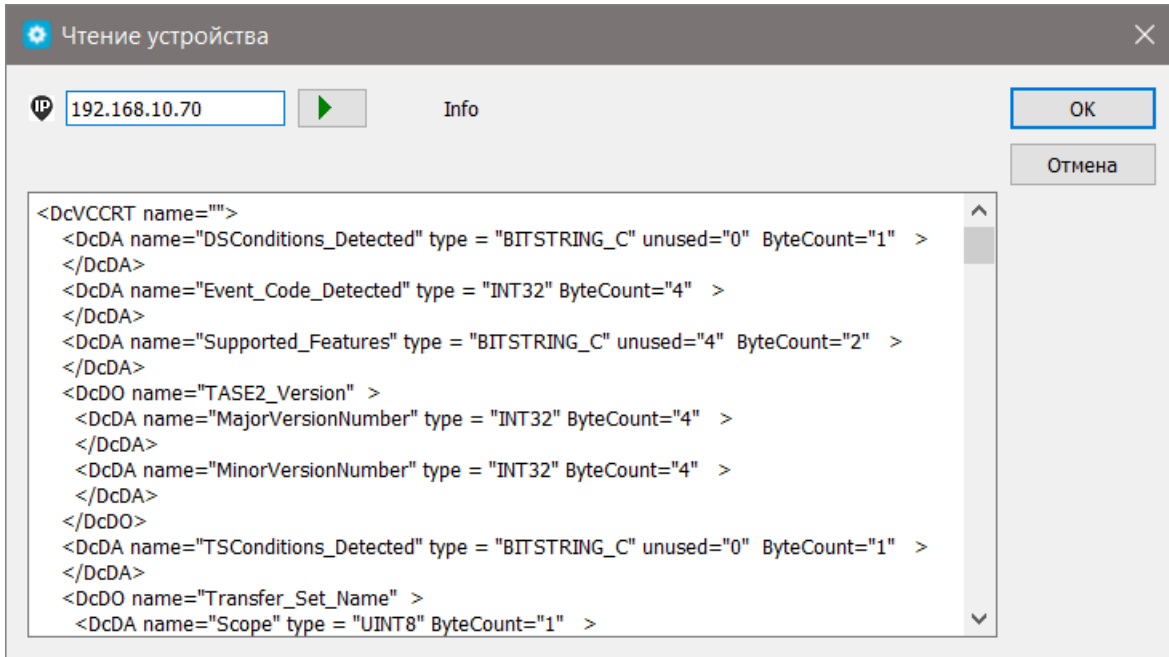 Чтение устройства
IP 192.168.10.70 Info OK
Отмена
<DcVCCRT name="">
<DcDA name="DSConditions_Detected" type = "BITSTRING_C" unused="0"  ByteCount="1"   >
</DcDA>
<DcDA name="Event_Code_Detected" type = "INT32" ByteCount="4"   >
</DcDA>
<DcDA name="Supported_Features" type = "BITSTRING_C" unused="4"  ByteCount="2"   >
</DcDA>
<DcDO name="TASE2_Version"  >
<DcDA name="MajorVersionNumber" type = "INT32" ByteCount="4"   >
</DcDA>
<DcDA name="MinorVersionNumber" type = "INT32" ByteCount="4"   >
</DcDA>
</DcDO>
<DcDA name="TSConditions_Detected" type = "BITSTRING_C" unused="0"  ByteCount="1"   >
</DcDA>
<DcDO name="Transfer_Set_Name"  >
<DcDA name="Scope" type = "UINT8" ByteCount="1"   >